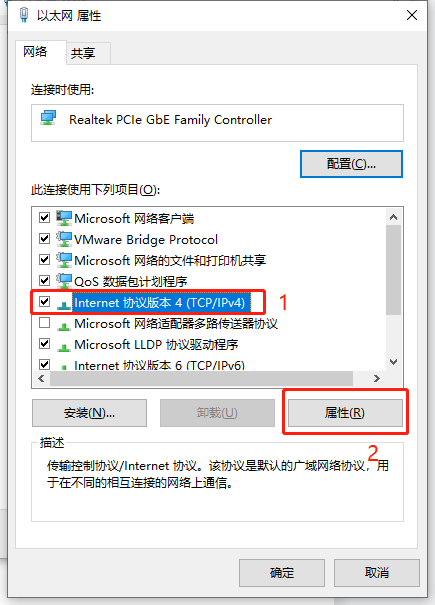 以太网 属性
网络 共享
连接时使用:
Realtek PCIe GbE Family Controller
配置(C)...
此连接使用下列项目(O):
Microsoft 网络客户端
VMware Bridge Protocol
Microsoft 网络的文件和打印机共享
QoS 数据包计划程序
Internet 协议版本 4 (TCP/IPv4) 1
Microsoft 网络适配器多路传送器协议
Microsoft LLDP 协议驱动程序
Internet 协议版本 6 (TCP/IPv6)
安装(N)... 卸载(U) 属性(R)
2
描述
传输控制协议/Internet 协议。该协议是默认的广域网络协议，用
于在不同的相互连接的网络上通信。
确定 取消